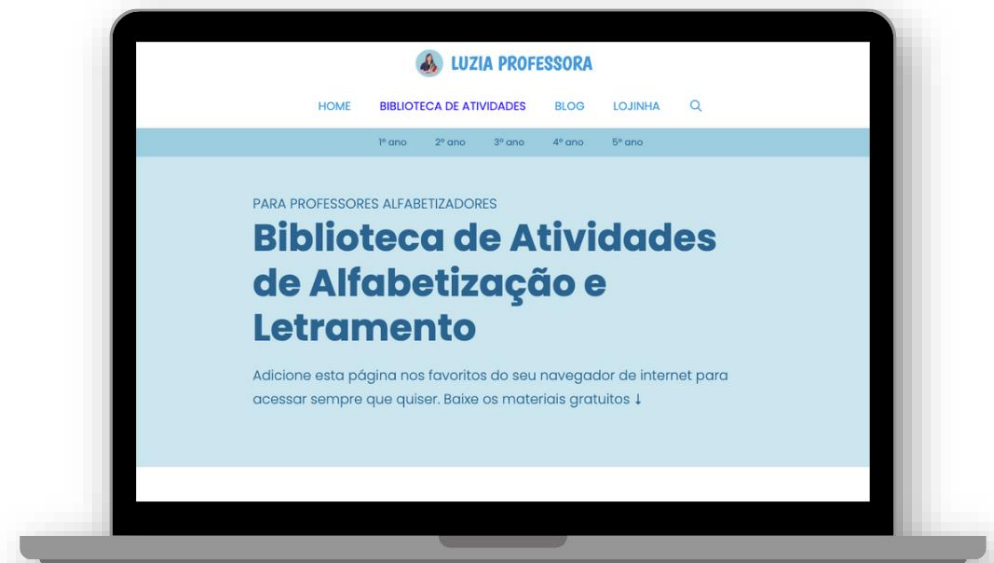 LUZIA PROFESSORA
HOME BIBLIOTECA DE ATIVIDADES BLOG LOJINHA
1º ano 2º ano 3º ano 4º ano 5º ano
PARA PROFESSORES ALFABETIZADORES
Biblioteca de Atividades
de Alfabetização e
Letramento
Adicione esta página nos favoritos do seu navegador de internet para
acessar sempre que quiser. Baixe os materiais gratuitos ↓